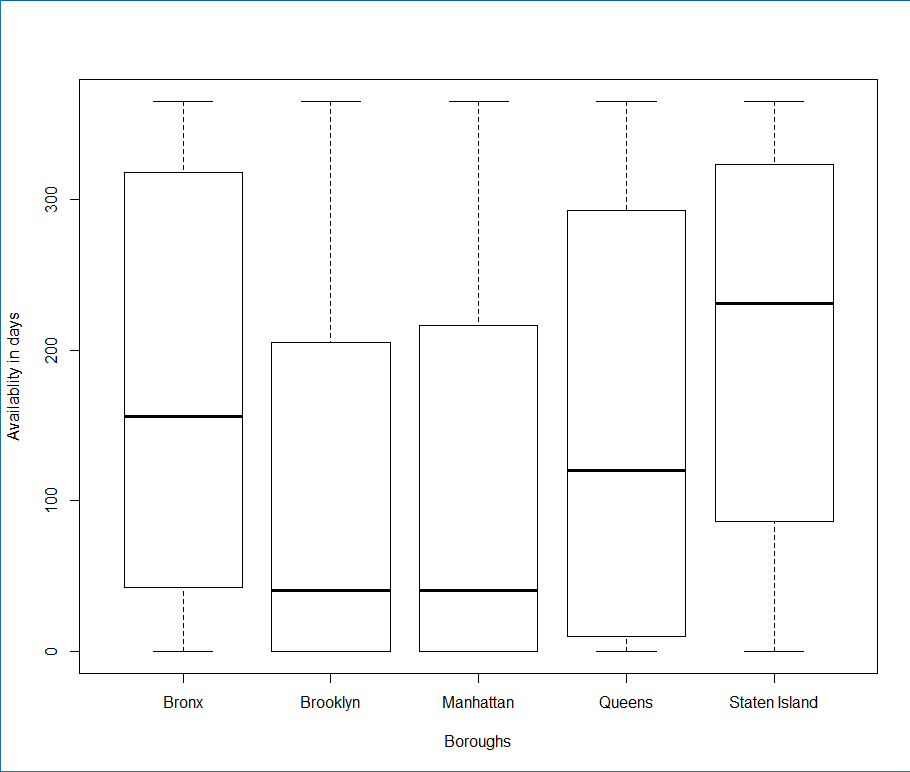 Availablity in days
300
200
100
0
Bronx Brooklyn Manhattan Queens Staten Island
Boroughs